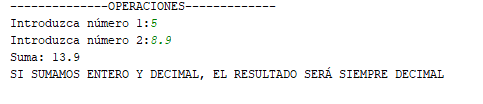 --------------OPERACIONES-------------
Introduzca número 1:5
Introduzca número 2:8.9
Suma: 13.9
SI SUMAMOS ENTERO Y DECIMAL, EL RESULTADO SERÁ SIEMPRE DECIMAL